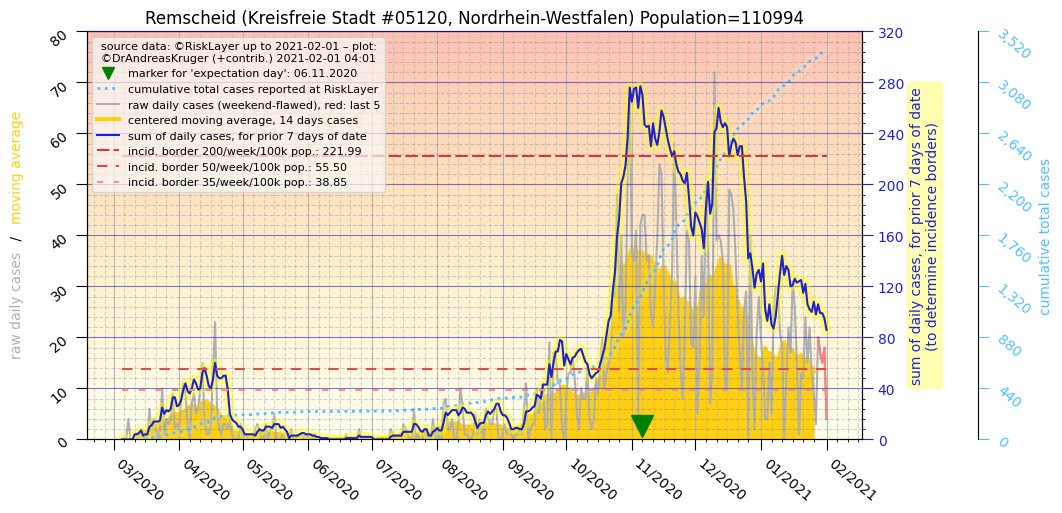 Remscheid (Kreisfreie Stadt #05120, Nordrhein-Westfalen) Population=110994
source data: ©RiskLayer up to 2021-02-01 – plot:
©DrAndreasKruger (+contrib.) 2021-02-01 04:01
marker for 'expectation day': 06.11.2020
cumulative total cases reported at RiskLayer
raw daily cases (weekend-flawed), red: last 5
centered moving average, 14 days cases
sum of daily cases, for prior 7 days of date
incid. border 200/week/100k pop.: 221.99
incid. border 50/week/100k pop.: 55.50
incid. border 35/week/100k pop.: 38.85
raw daily cases / moving average
80
70
60
50
40
30
20
10
0
03/2020
04/2020
05/2020
06/2020
07/2020
08/2020
09/2020
10/2020
11/2020
12/2020
01/2021
02/2021
320
280
240
200
160
120
80
40
0
sum of daily cases, for prior 7 days of date
(to determine incidence borders)
3,520
3,080
2,640
2,200
1,760
1,320
880
440
0
cumulative total cases